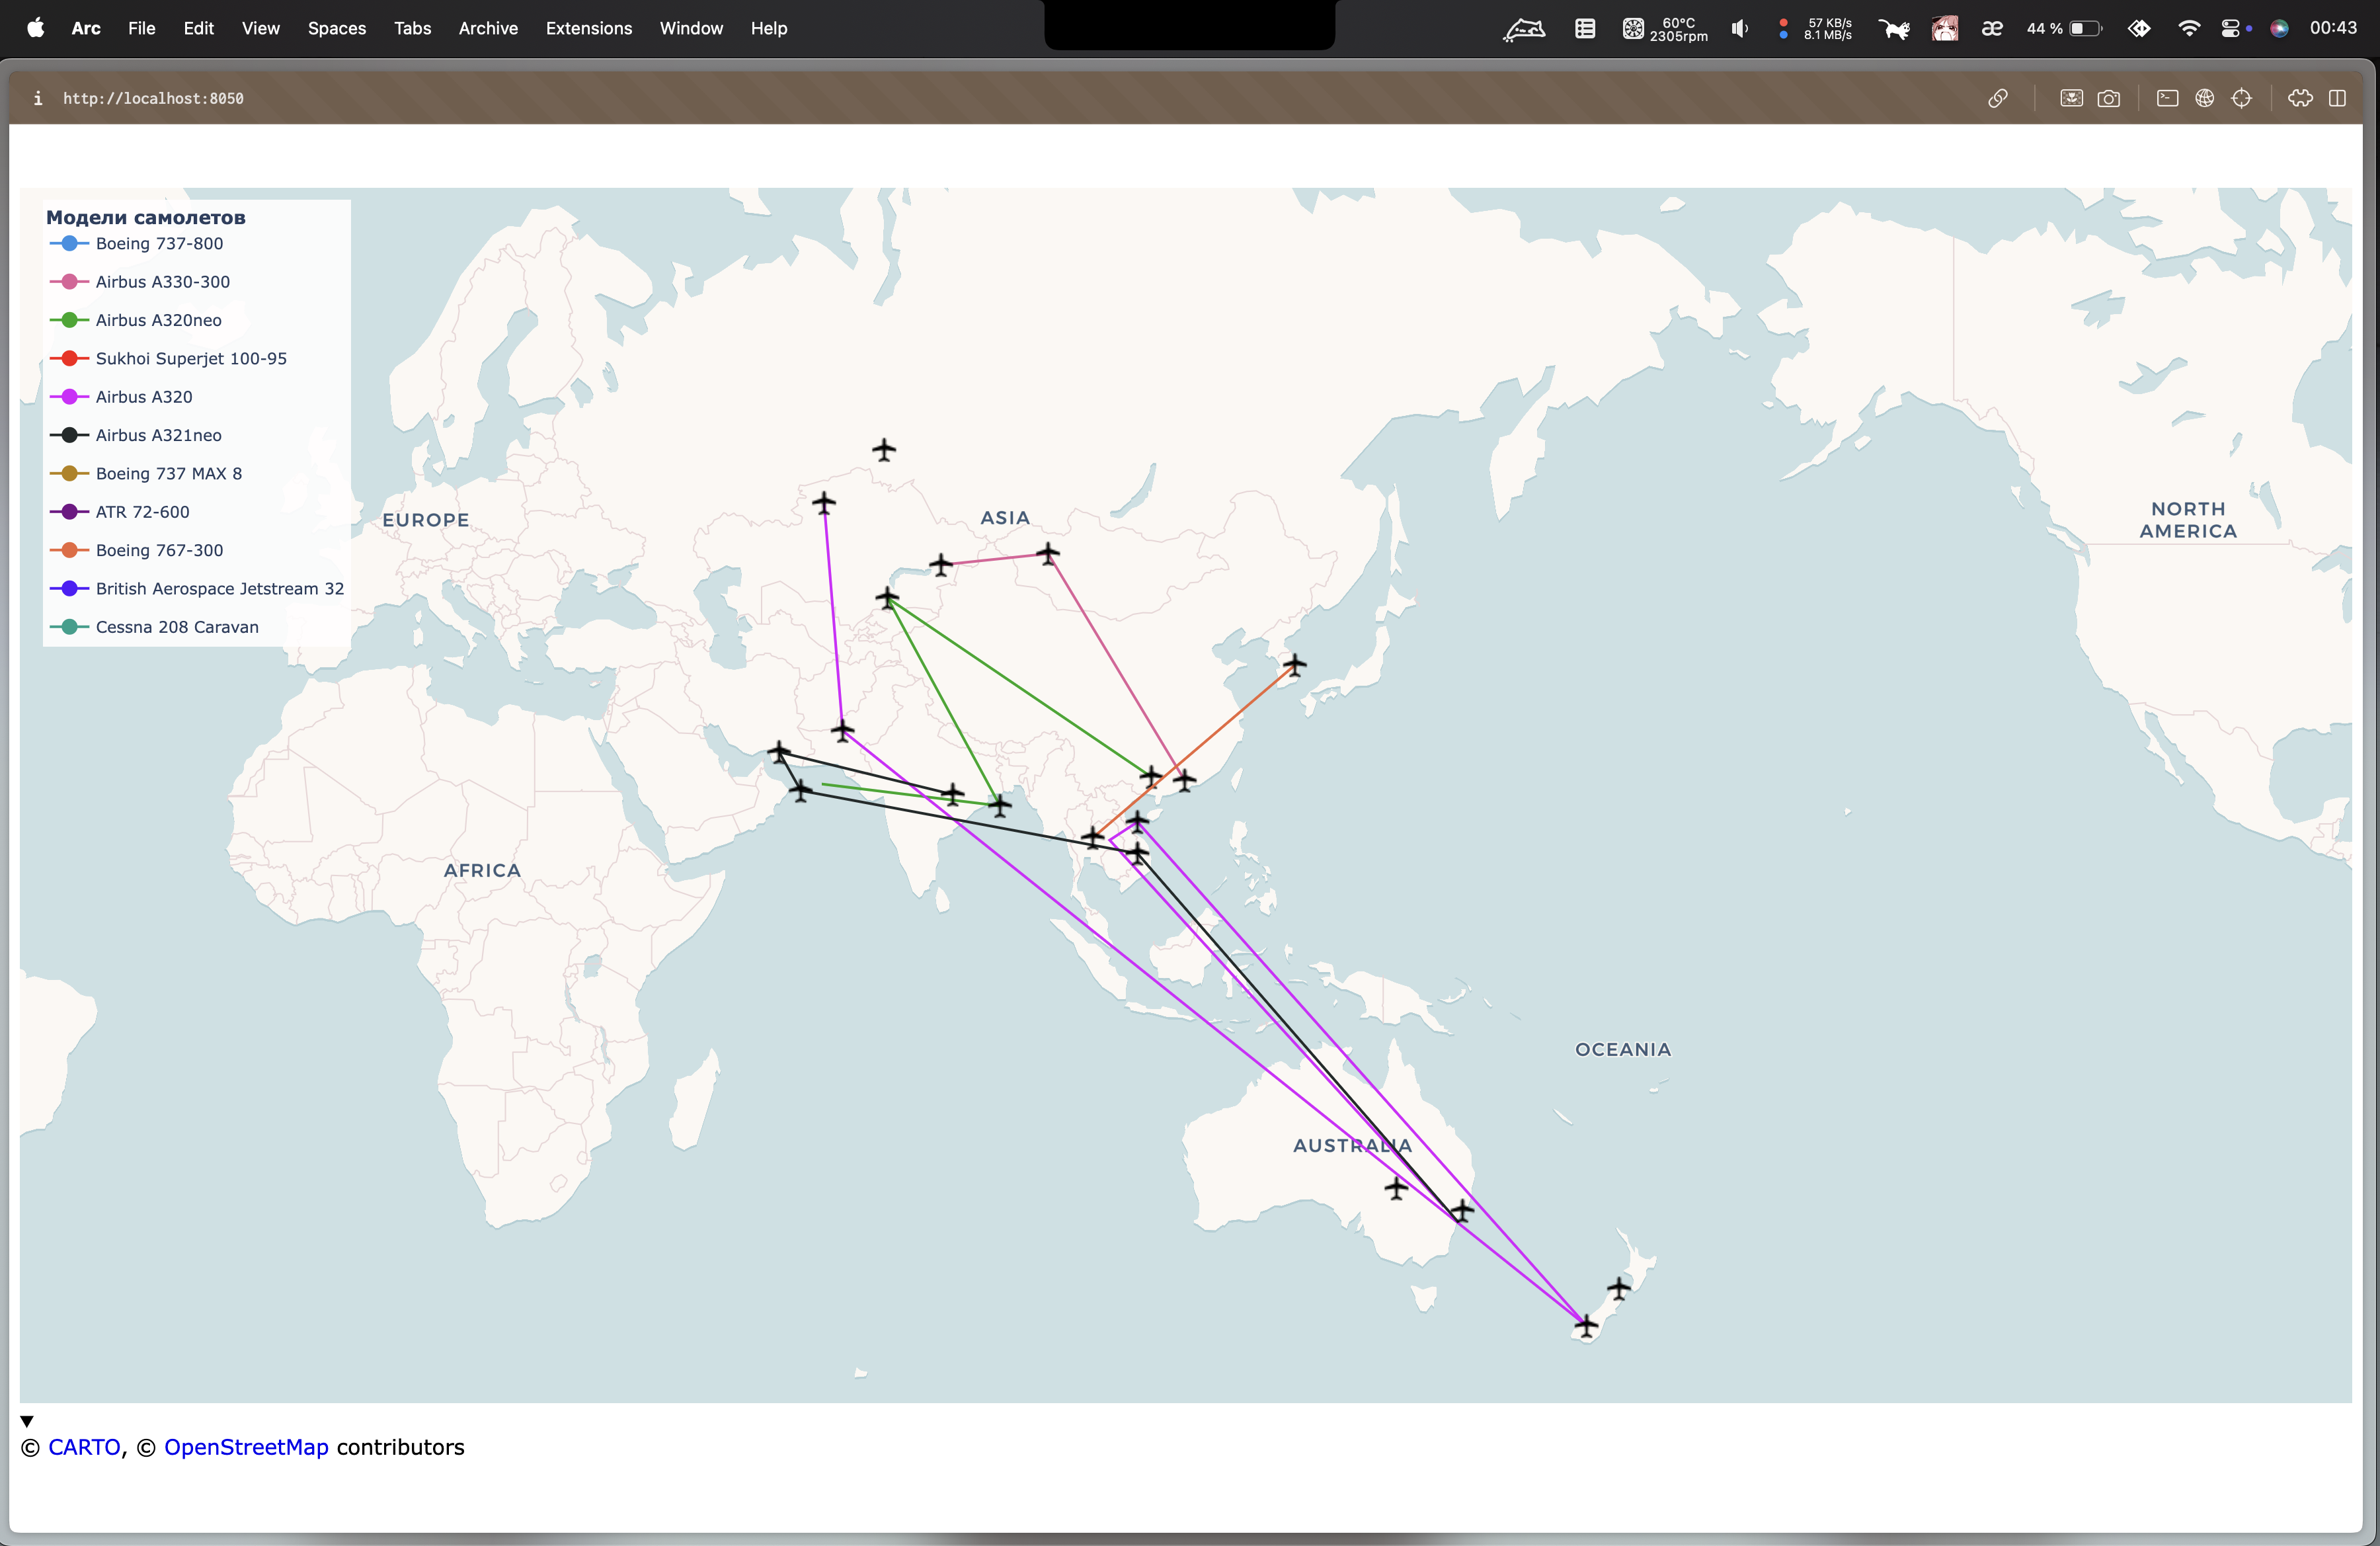 Arc File Edit View Spaces Tabs Archive Extensions Window Help
60°C
2305rpm
57 KB/s
8.1 MB/s
æ
44 %
00:43
http://localhost:8050
Модели самолетов
Boeing 737-800
Airbus A330-300
Airbus A320neo
Sukhoi Superjet 100-95
Airbus A320
Airbus A321neo
Boeing 737 MAX 8
ATR 72-600
Boeing 767-300
British Aerospace Jetstream 32
Cessna 208 Caravan
EUROPE
ASIA
NORTH
AMERICA
AFRICA
OCEANIA
AUSTRALIA
© CARTO, © OpenStreetMap contributors